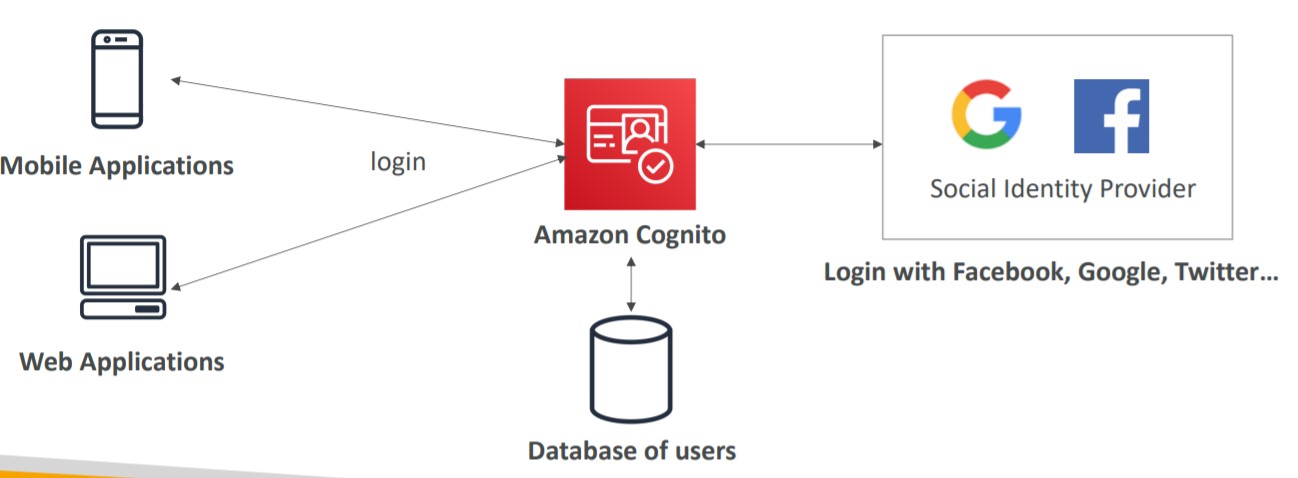 Mobile Applications
login
Web Applications
Amazon Cognito
Database of users
Social Identity Provider
Login with Facebook, Google, Twitter...